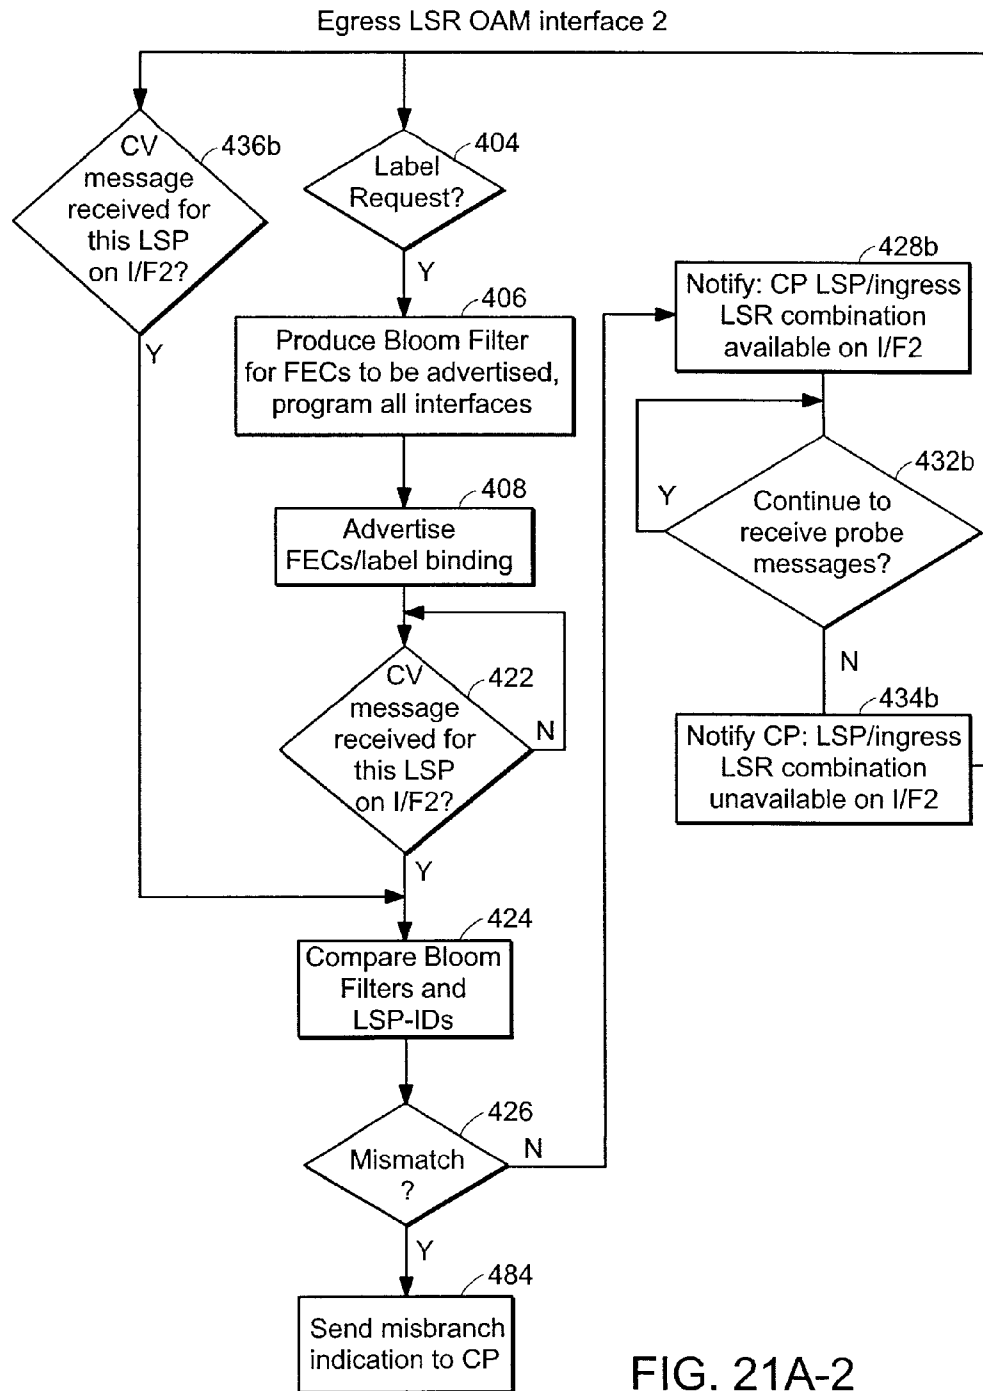 Egress LSR OAM interface 2
CV
message
received for
this LSP
on I/F2?
436b
Y
Label
Request?
404
Y
406
Produce Bloom Filter
for FECs to be advertised,
program all interfaces
408
Advertise
FECs/label binding
CV
message
received for
this LSP
on I/F2?
422
N
Y
424
Compare Bloom
Filters and
LSP-IDs
426
Mismatch
?
N
Y
484
Send misbranch
indication to CP
428b
Notify: CP LSP/ingress
LSR combination
available on I/F2
432b
Continue to
receive probe
messages?
Y
N
434b
Notify CP: LSP/ingress
LSR combination
unavailable on I/F2
FIG. 21A-2